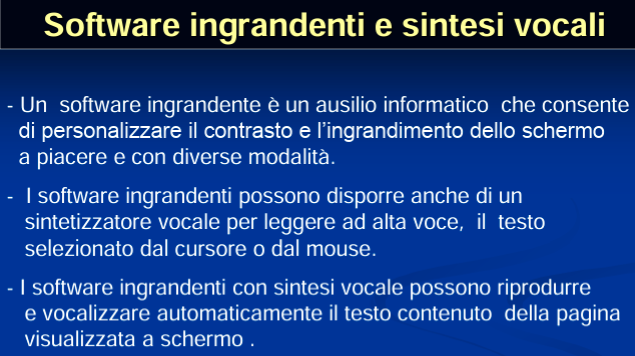 Software ingrandenti e sintesi vocali
- Un software ingrandente è un ausilio informatico che consente
di personalizzare il contrasto e l'ingrandimento dello schermo
a piacere e con diverse modalità.
- I software ingrandenti possono disporre anche di un
sintetizzatore vocale per leggere ad alta voce, il testo
selezionato dal cursore o dal mouse.
- I software ingrandenti con sintesi vocale possono riprodurre
e vocalizzare automaticamente il testo contenuto della pagina
visualizzata a schermo .